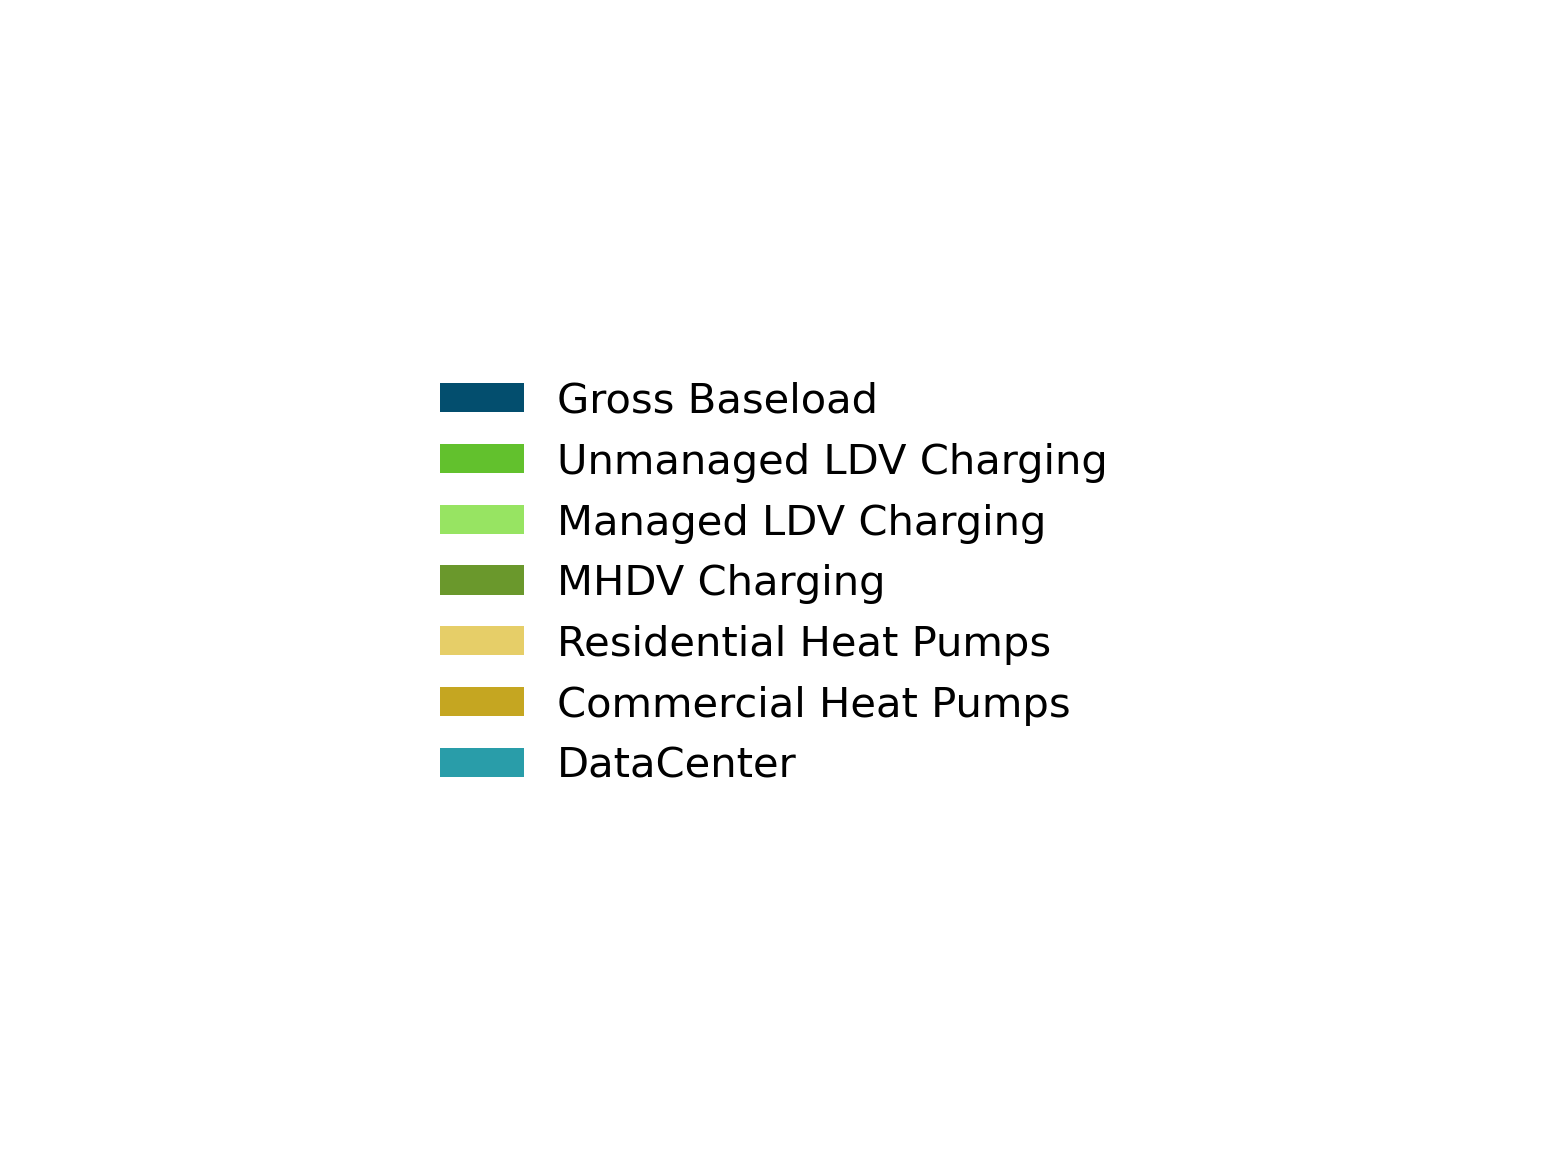 Gross Baseload
Unmanaged LDV Charging
Managed LDV Charging
MHDV Charging
Residential Heat Pumps
Commercial Heat Pumps
DataCenter